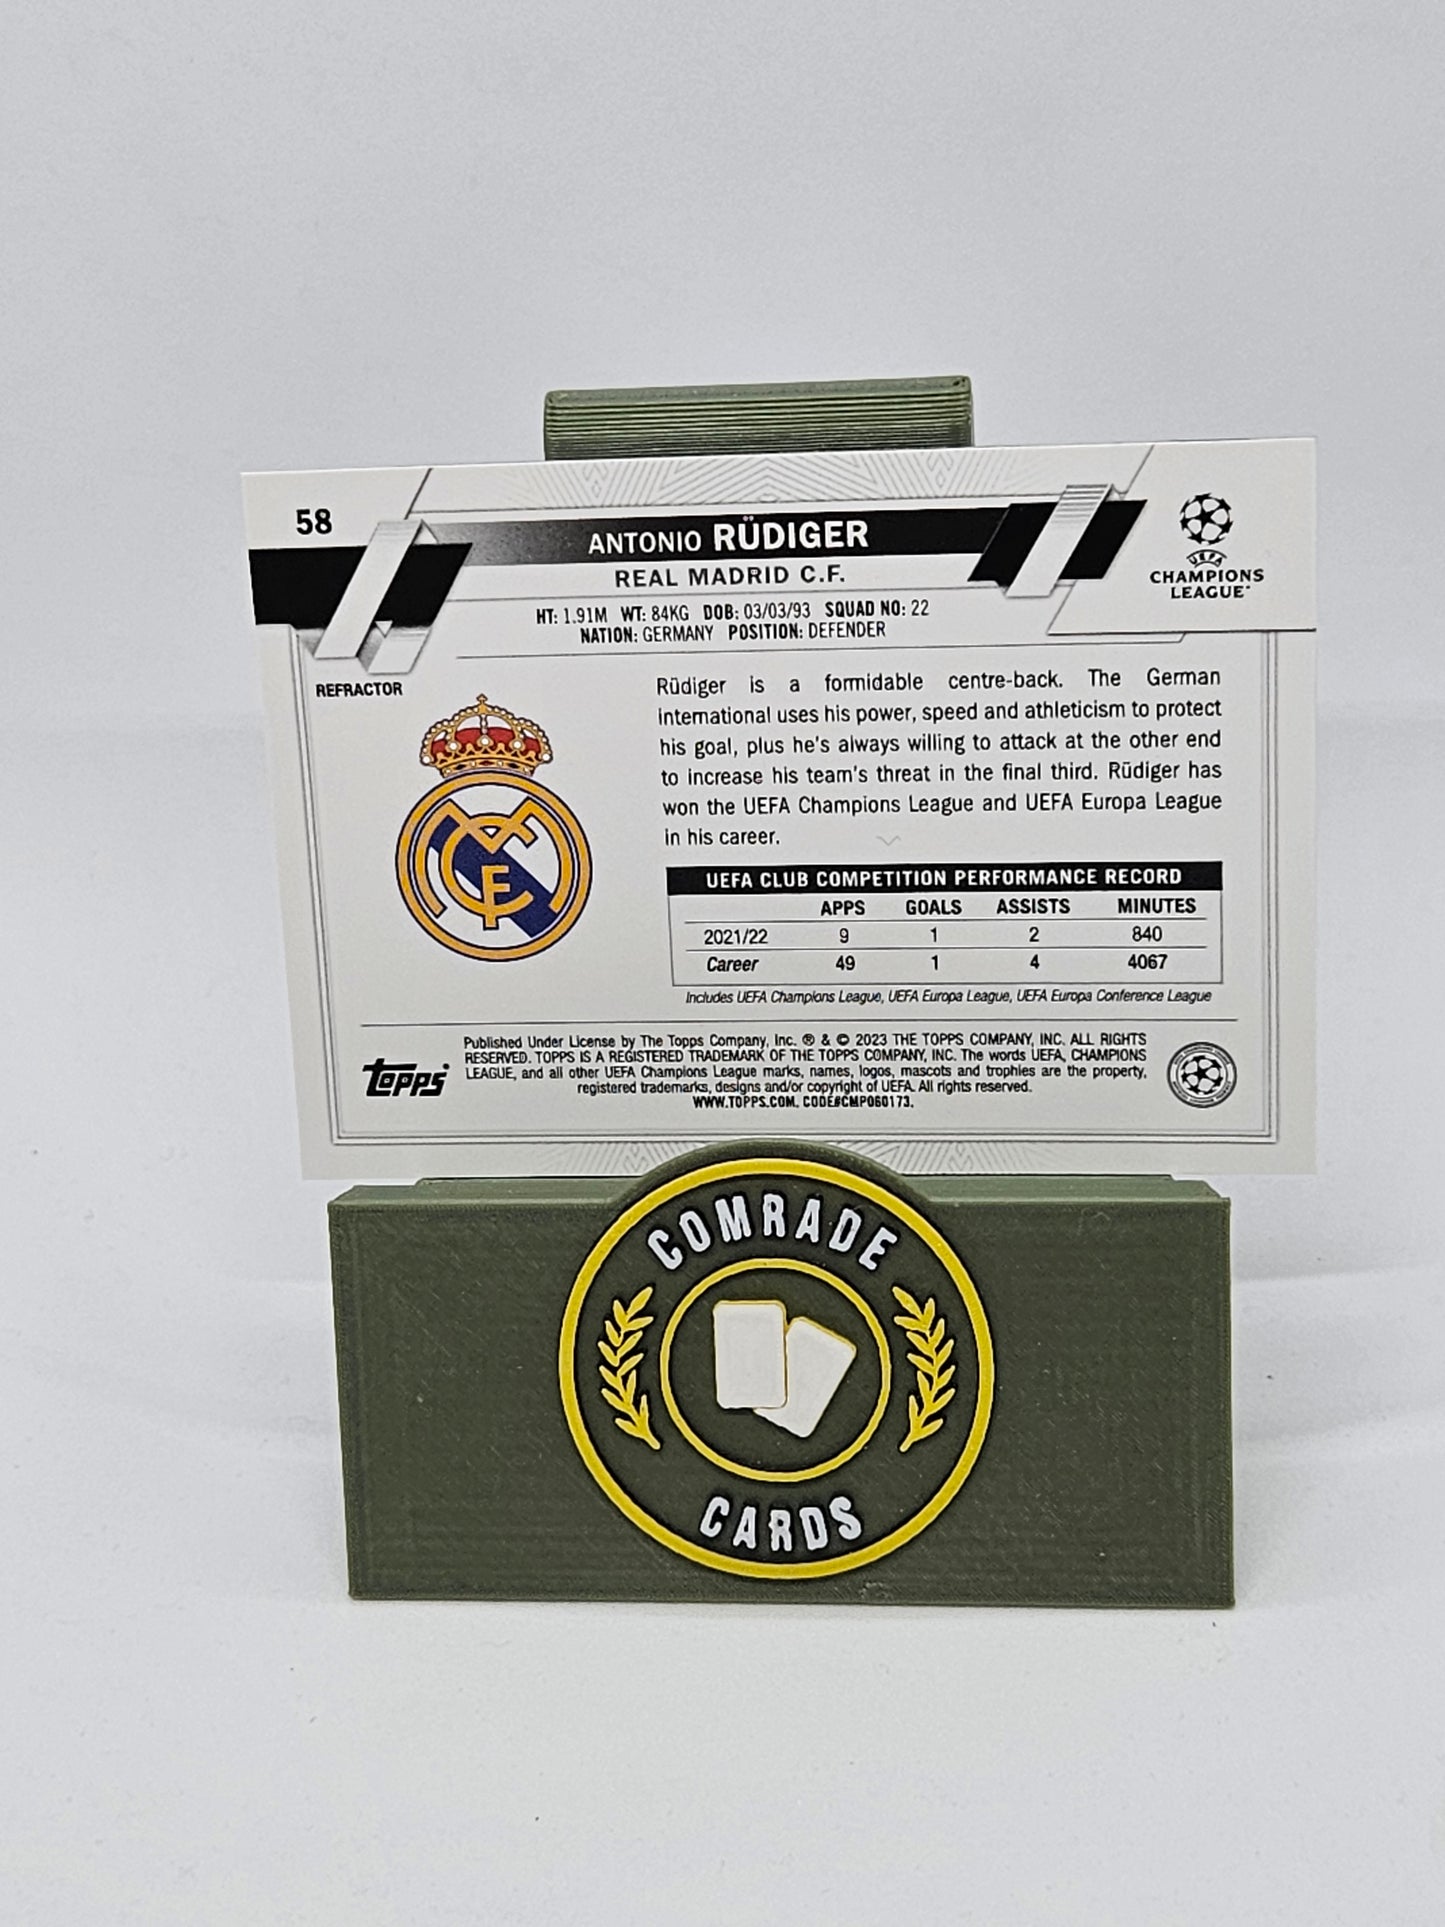 58
ANTONIO RÜDIGER
REAL MADRID C.F.
HT: 1.91M WT: 84KG DOB: 03/03/93 SQUAD NO: 22
NATION: GERMANY POSITION: DEFENDER
UEFA
CHAMPIONS
LEAGUE
REFRACTOR
Rüdiger is a formidable centre-back. The German
international uses his power, speed and athleticism to protect
his goal, plus he's always willing to attack at the other end
to increase his team's threat in the final third. Rüdiger has
won the UEFA Champions League and UEFA Europa League
in his career.
UEFA CLUB COMPETITION PERFORMANCE RECORD
APPS GOALS ASSISTS MINUTES
2021/22 9 1 2 840
Career 49 1 4 4067
Includes UEFA Champions League, UEFA Europa League, UEFA Europa Conference League
Topps
Published Under License by The Topps Company, Inc. ® & © 2023 THE TOPPS COMPANY, INC. ALL RIGHTS
RESERVED. TOPPS IS A REGISTERED TRADEMARK OF THE TOPPS COMPANY, INC. The words UEFA, CHAMPIONS
LEAGUE, and all other UEFA Champions League marks, names, logos, mascots and trophies are the property,
registered trademarks, designs and/or copyright of UEFA. All rights reserved.
WWW.TOPPS.COM. CODE#CMP060173.
COMRADE
CARDS